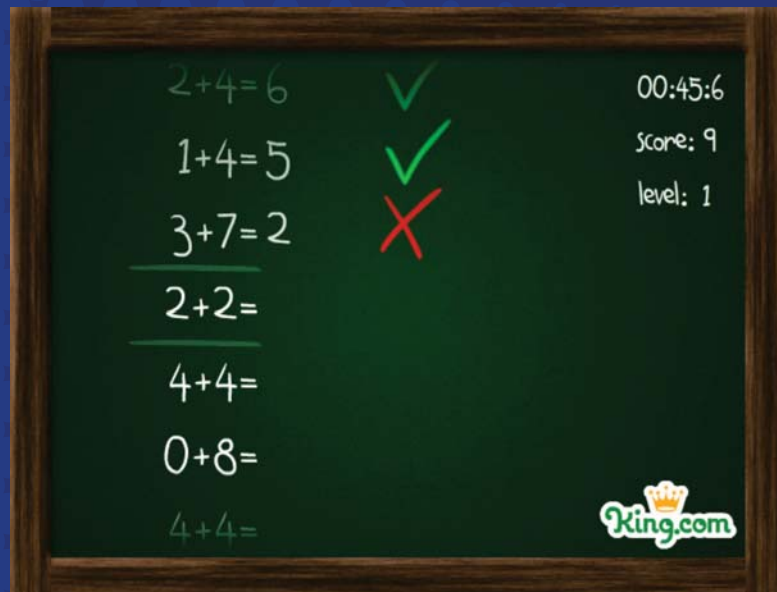 2+4=6
1+4=5
3+7=2
2+2=
4+4=
0+8=
4+4=
00:45:6
score: 9
level: 1
King.com